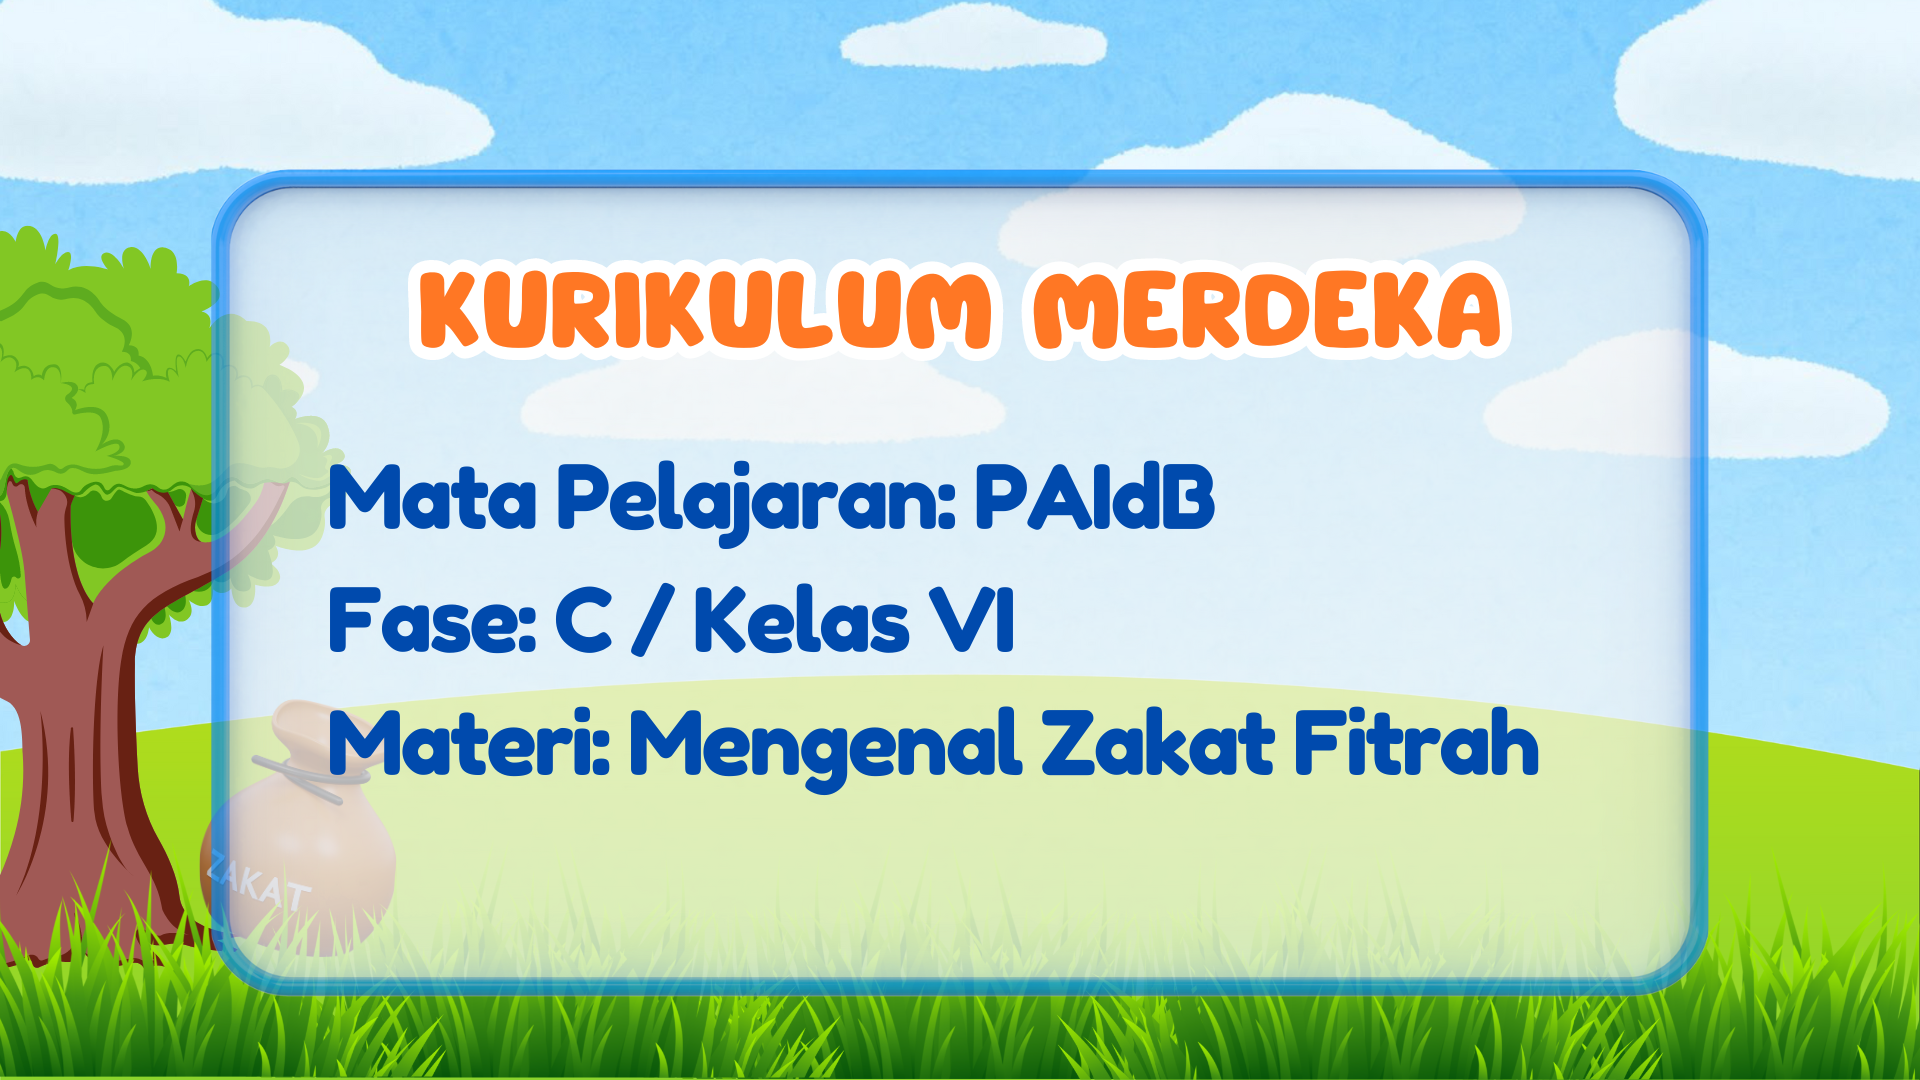 KURIKULUM MERDEKA
Mata Pelajaran: PAIdB
Fase: C / Kelas VI
Materi: Mengenal Zakat Fitrah
ZAKAT